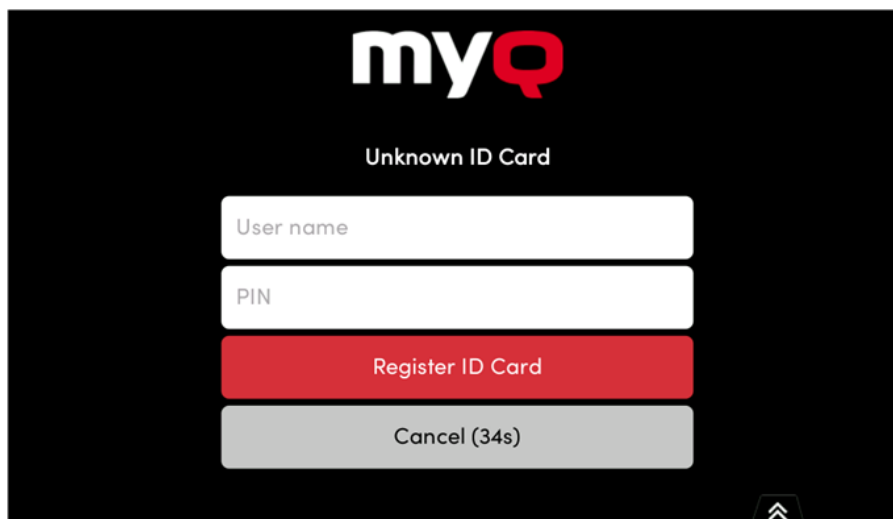 myQ
Unknown ID Card
User name
PIN
Register ID Card
Cancel (34s)